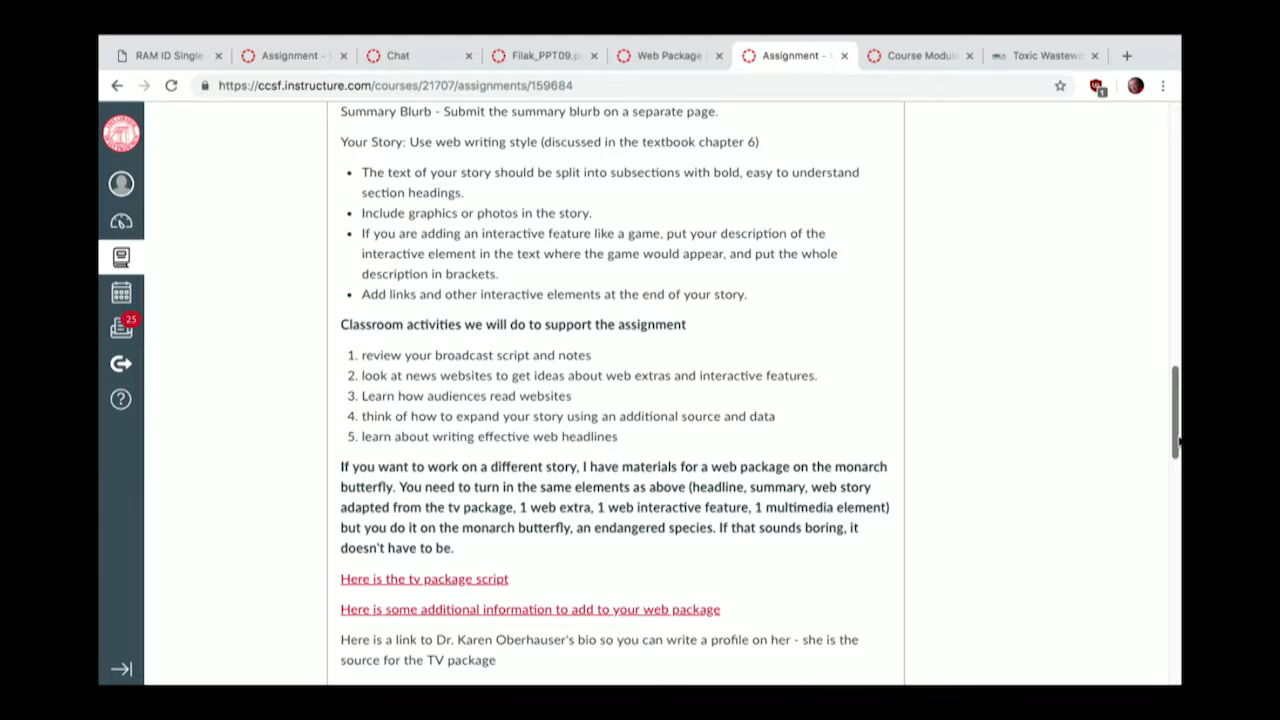 RAM ID Single
Assignment -
Chat
Filak_PPT09.p
Web Package
Assignment -
Course Module
Toxic Wastew
https://ccsf.instructure.com/courses/21707/assignments/159684
1
Summary Blurb - Submit the summary blurb on a separate page.
Your Story: Use web writing style (discussed in the textbook chapter 6)
• The text of your story should be split into subsections with bold, easy to understand
section headings.
• Include graphics or photos in the story.
• If you are adding an interactive feature like a game, put your description of the
interactive element in the text where the game would appear, and put the whole
description in brackets.
• Add links and other interactive elements at the end of your story.
25
Classroom activities we will do to support the assignment
1. review your broadcast script and notes
2. look at news websites to get ideas about web extras and interactive features.
3. Learn how audiences read websites
4. think of how to expand your story using an additional source and data
5. learn about writing effective web headlines
If you want to work on a different story, I have materials for a web package on the monarch
butterfly. You need to turn in the same elements as above (headline, summary, web story
adapted from the tv package, 1 web extra, 1 web interactive feature, 1 multimedia element)
but you do it on the monarch butterfly, an endangered species. If that sounds boring, it
doesn't have to be.
Here is the tv package script
Here is some additional information to add to your web package
Here is a link to Dr. Karen Oberhauser's bio so you can write a profile on her - she is the
source for the TV package